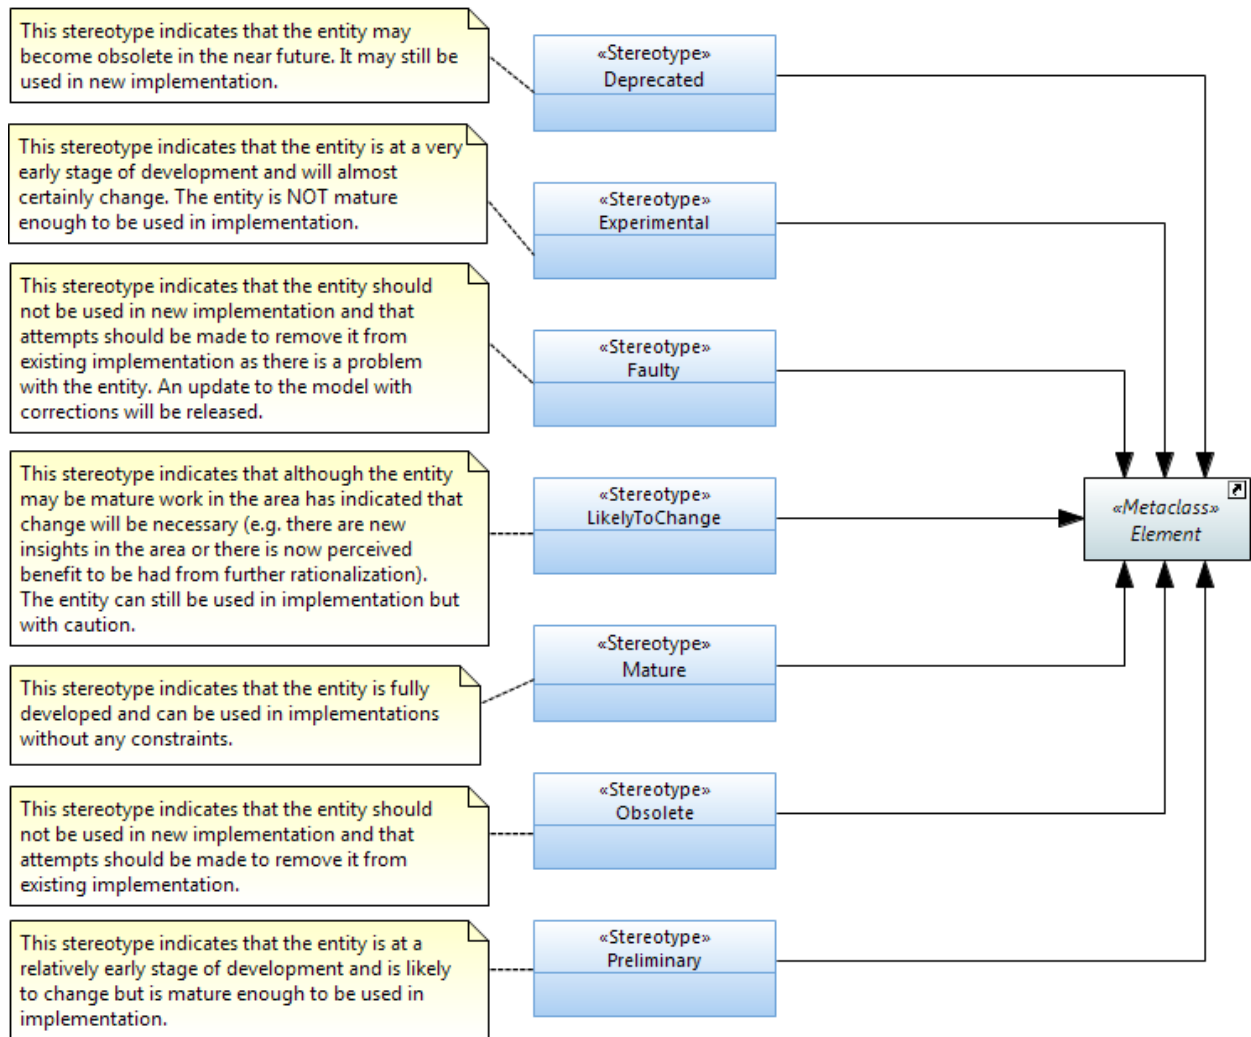 This stereotype indicates that the entity may
become obsolete in the near future. It may still be
used in new implementation.
«Stereotype»
Deprecated
This stereotype indicates that the entity is at a very
early stage of development and will almost
certainly change. The entity is NOT mature
enough to be used in implementation.
«Stereotype»
Experimental
This stereotype indicates that the entity should
not be used in new implementation and that
attempts should be made to remove it from
existing implementation as there is a problem
with the entity. An update to the model with
corrections will be released.
«Stereotype»
Faulty
This stereotype indicates that although the entity
may be mature work in the area has indicated that
change will be necessary (e.g. there are new
insights in the area or there is now perceived
benefit to be had from further rationalization).
The entity can still be used in implementation but
with caution.
«Stereotype»
LikelyToChange
«Metaclass»
Element
This stereotype indicates that the entity is fully
developed and can be used in implementations
without any constraints.
«Stereotype»
Mature
This stereotype indicates that the entity should
not be used in new implementation and that
attempts should be made to remove it from
existing implementation.
«Stereotype»
Obsolete
This stereotype indicates that the entity is at a
relatively early stage of development and is likely
to change but is mature enough to be used in
implementation.
«Stereotype»
Preliminary